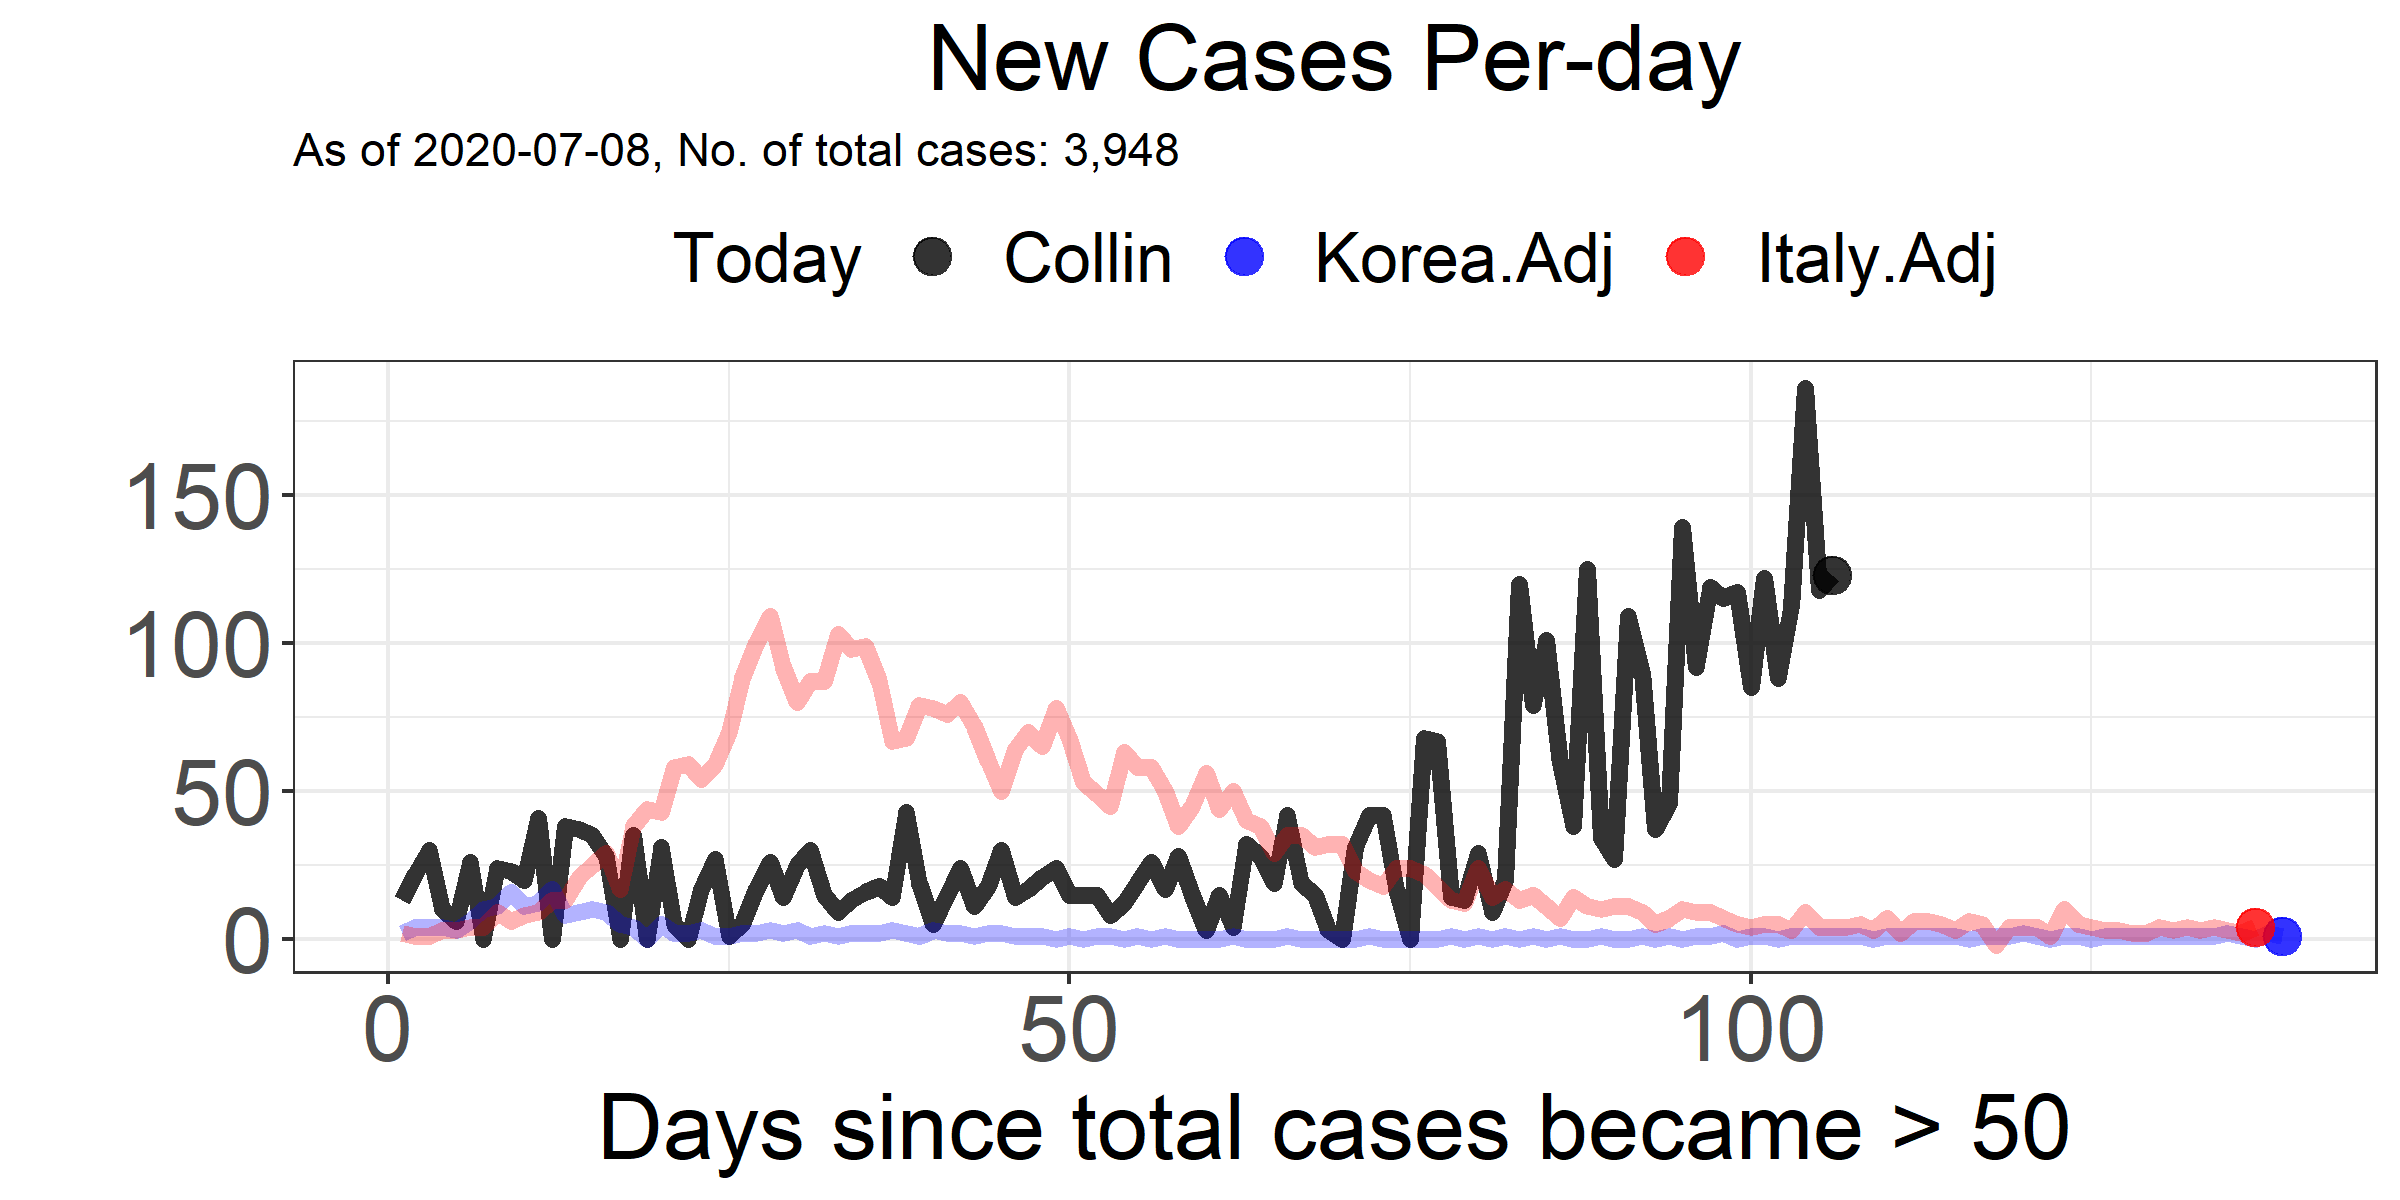 New Cases Per-day
As of 2020-07-08, No. of total cases: 3,948
Today Collin Korea.Adj Italy.Adj
150
100
50
0
0 50 100
Days since total cases became > 50